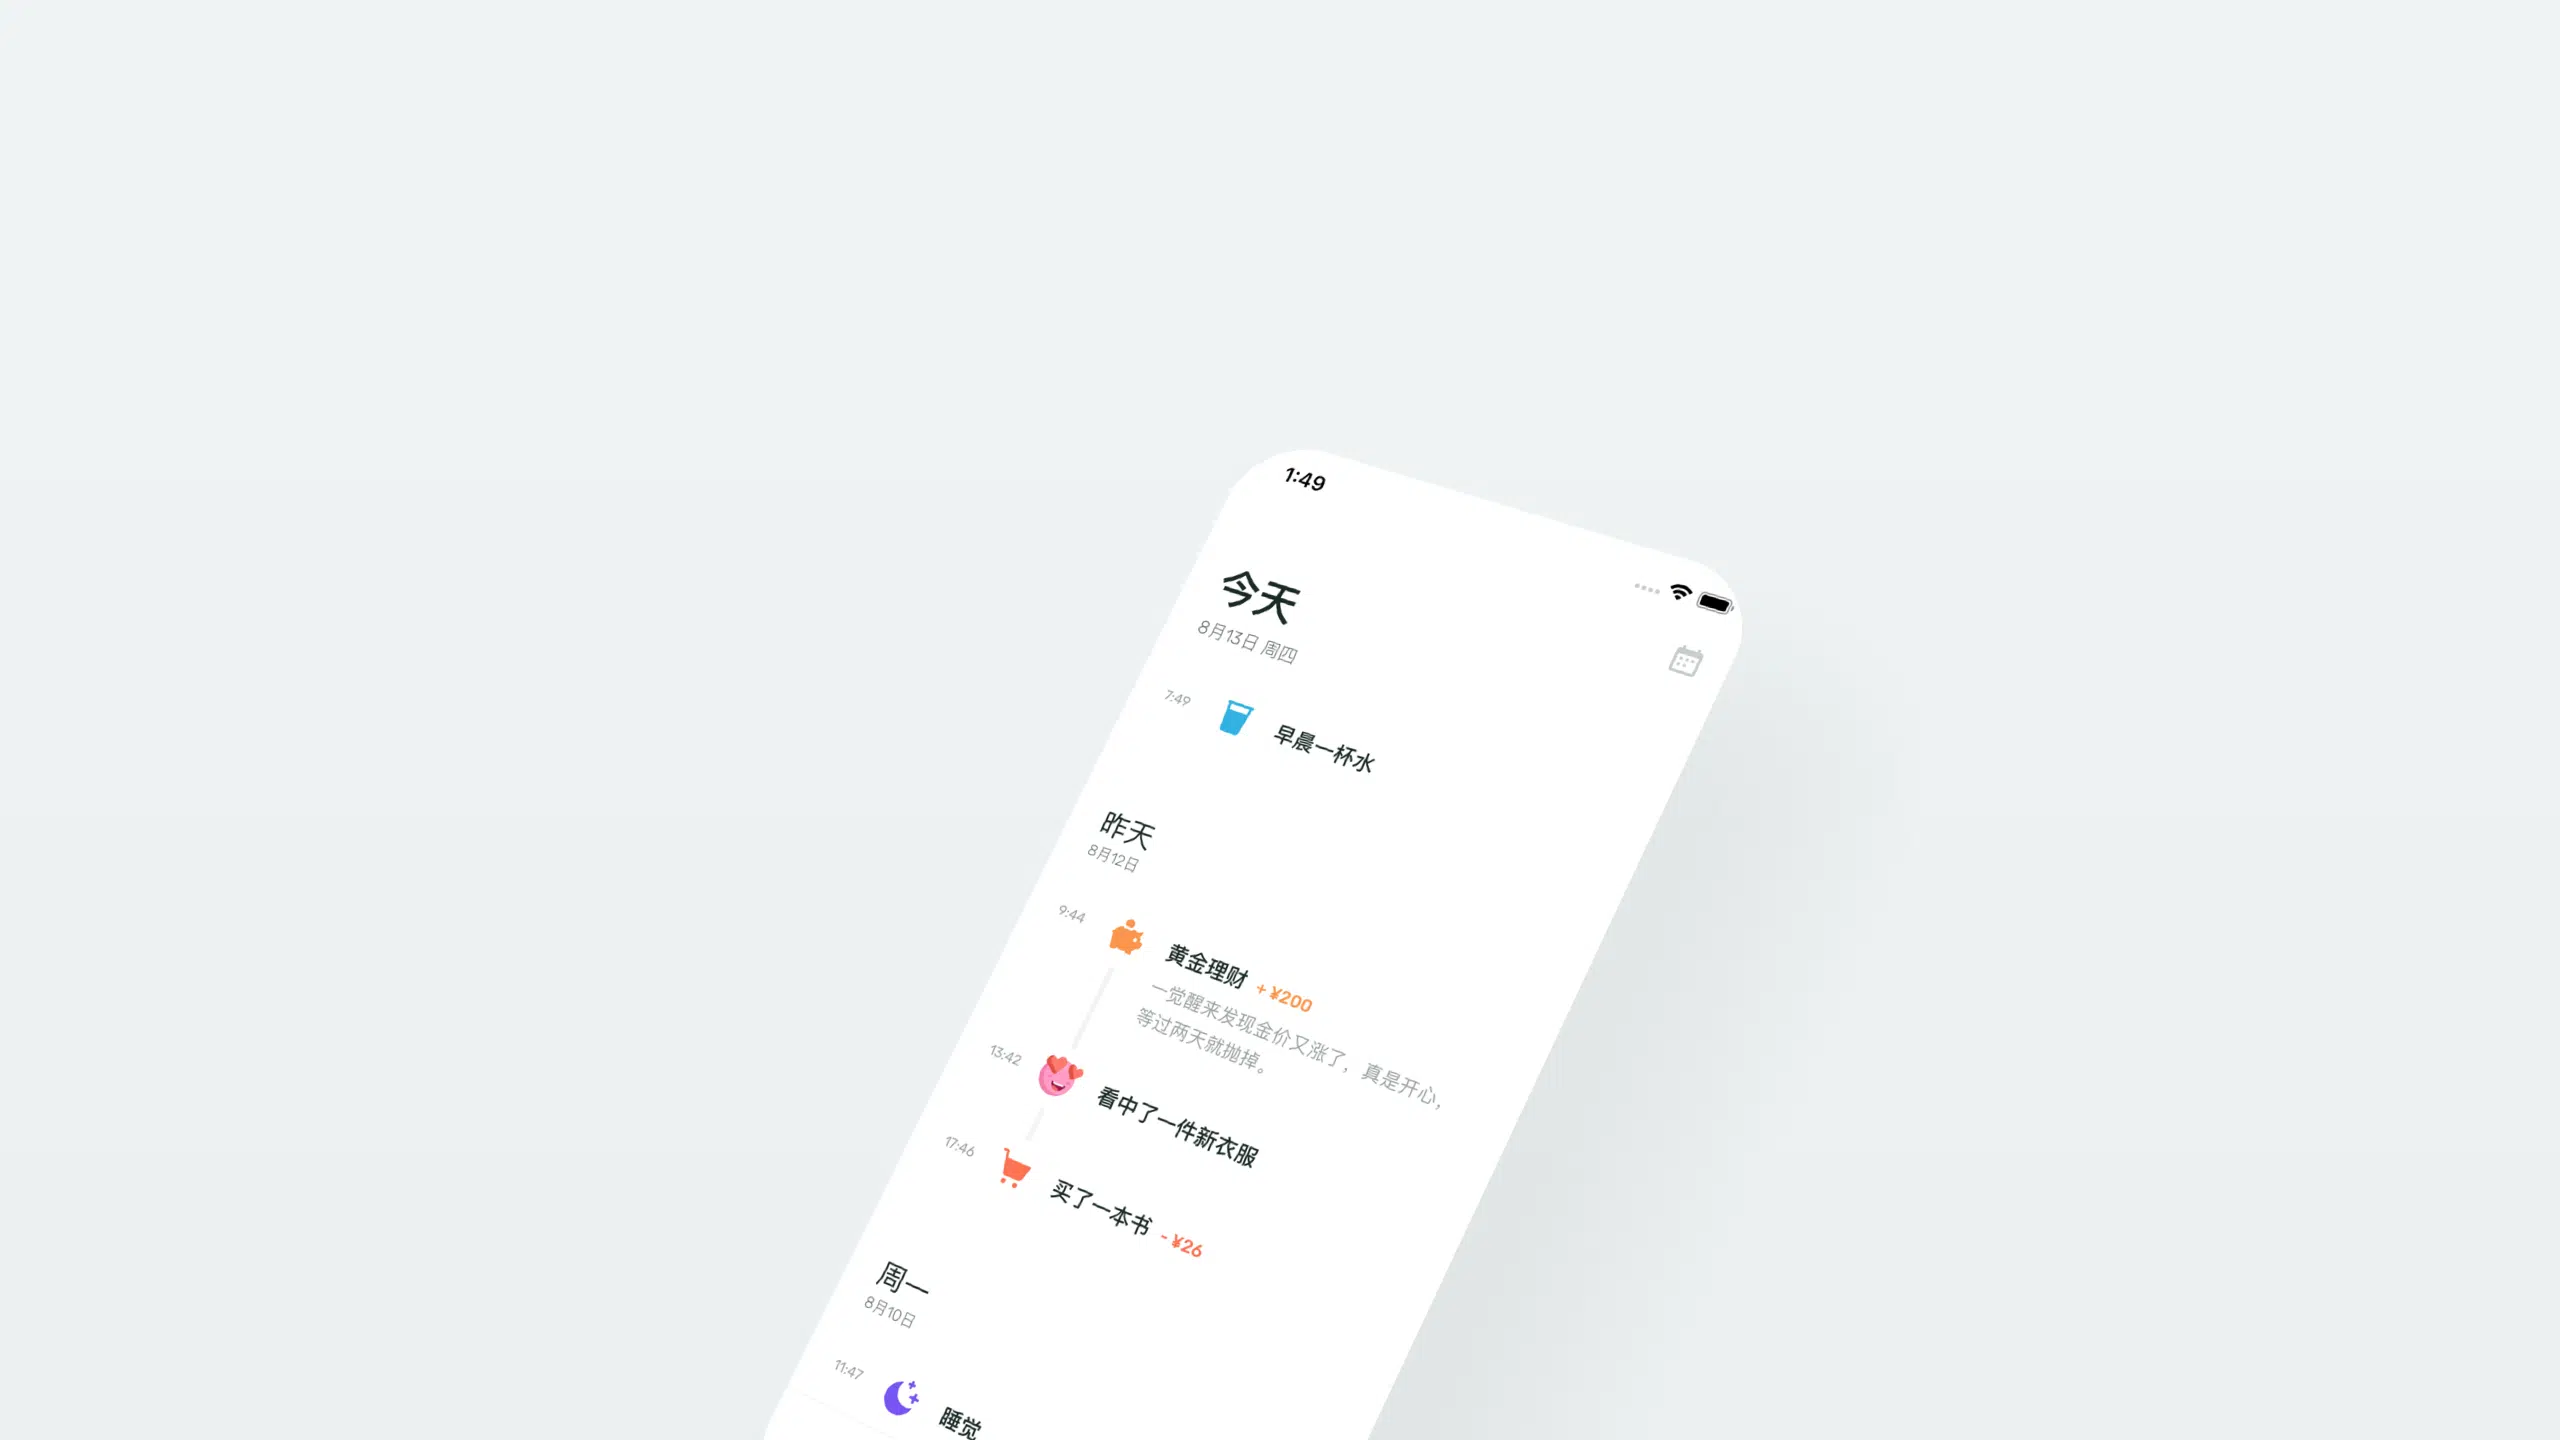 1:49
今天
8月13日 周四
7:49
早晨一杯水
昨天
8月12日
9:44
黄金理财 + ¥200
一觉醒来发现金价又涨了，真是开心，
等过两天就抛掉。
13:42
看中了一件新衣服
17:46
买了一本书 - ¥26
周一
8月10日
11:47
睡觉